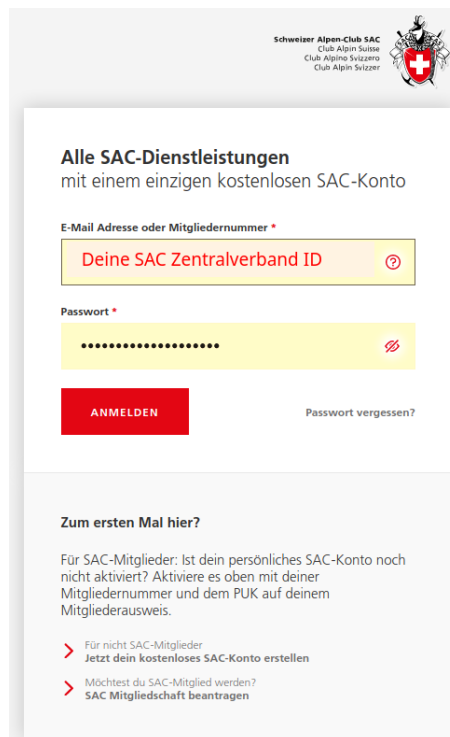 Schweizer Alpen-Club SAC
Club Alpin Suisse
Club Alpino Svizzero
Club Alpin Svizzer
Alle SAC-Dienstleistungen
mit einem einzigen kostenlosen SAC-Konto
E-Mail Adresse oder Mitgliedernummer *
Deine SAC Zentralverband ID
Passwort *
••••••••••••••••••••
ANMELDEN
Passwort vergessen?
Zum ersten Mal hier?
Für SAC-Mitglieder: Ist dein persönliches SAC-Konto noch
nicht aktiviert? Aktiviere es oben mit deiner
Mitgliedernummer und dem PUK auf deinem
Mitgliederausweis.
Für nicht SAC-Mitglieder
Jetzt dein kostenloses SAC-Konto erstellen
Möchtest du SAC-Mitglied werden?
SAC Mitgliedschaft beantragen